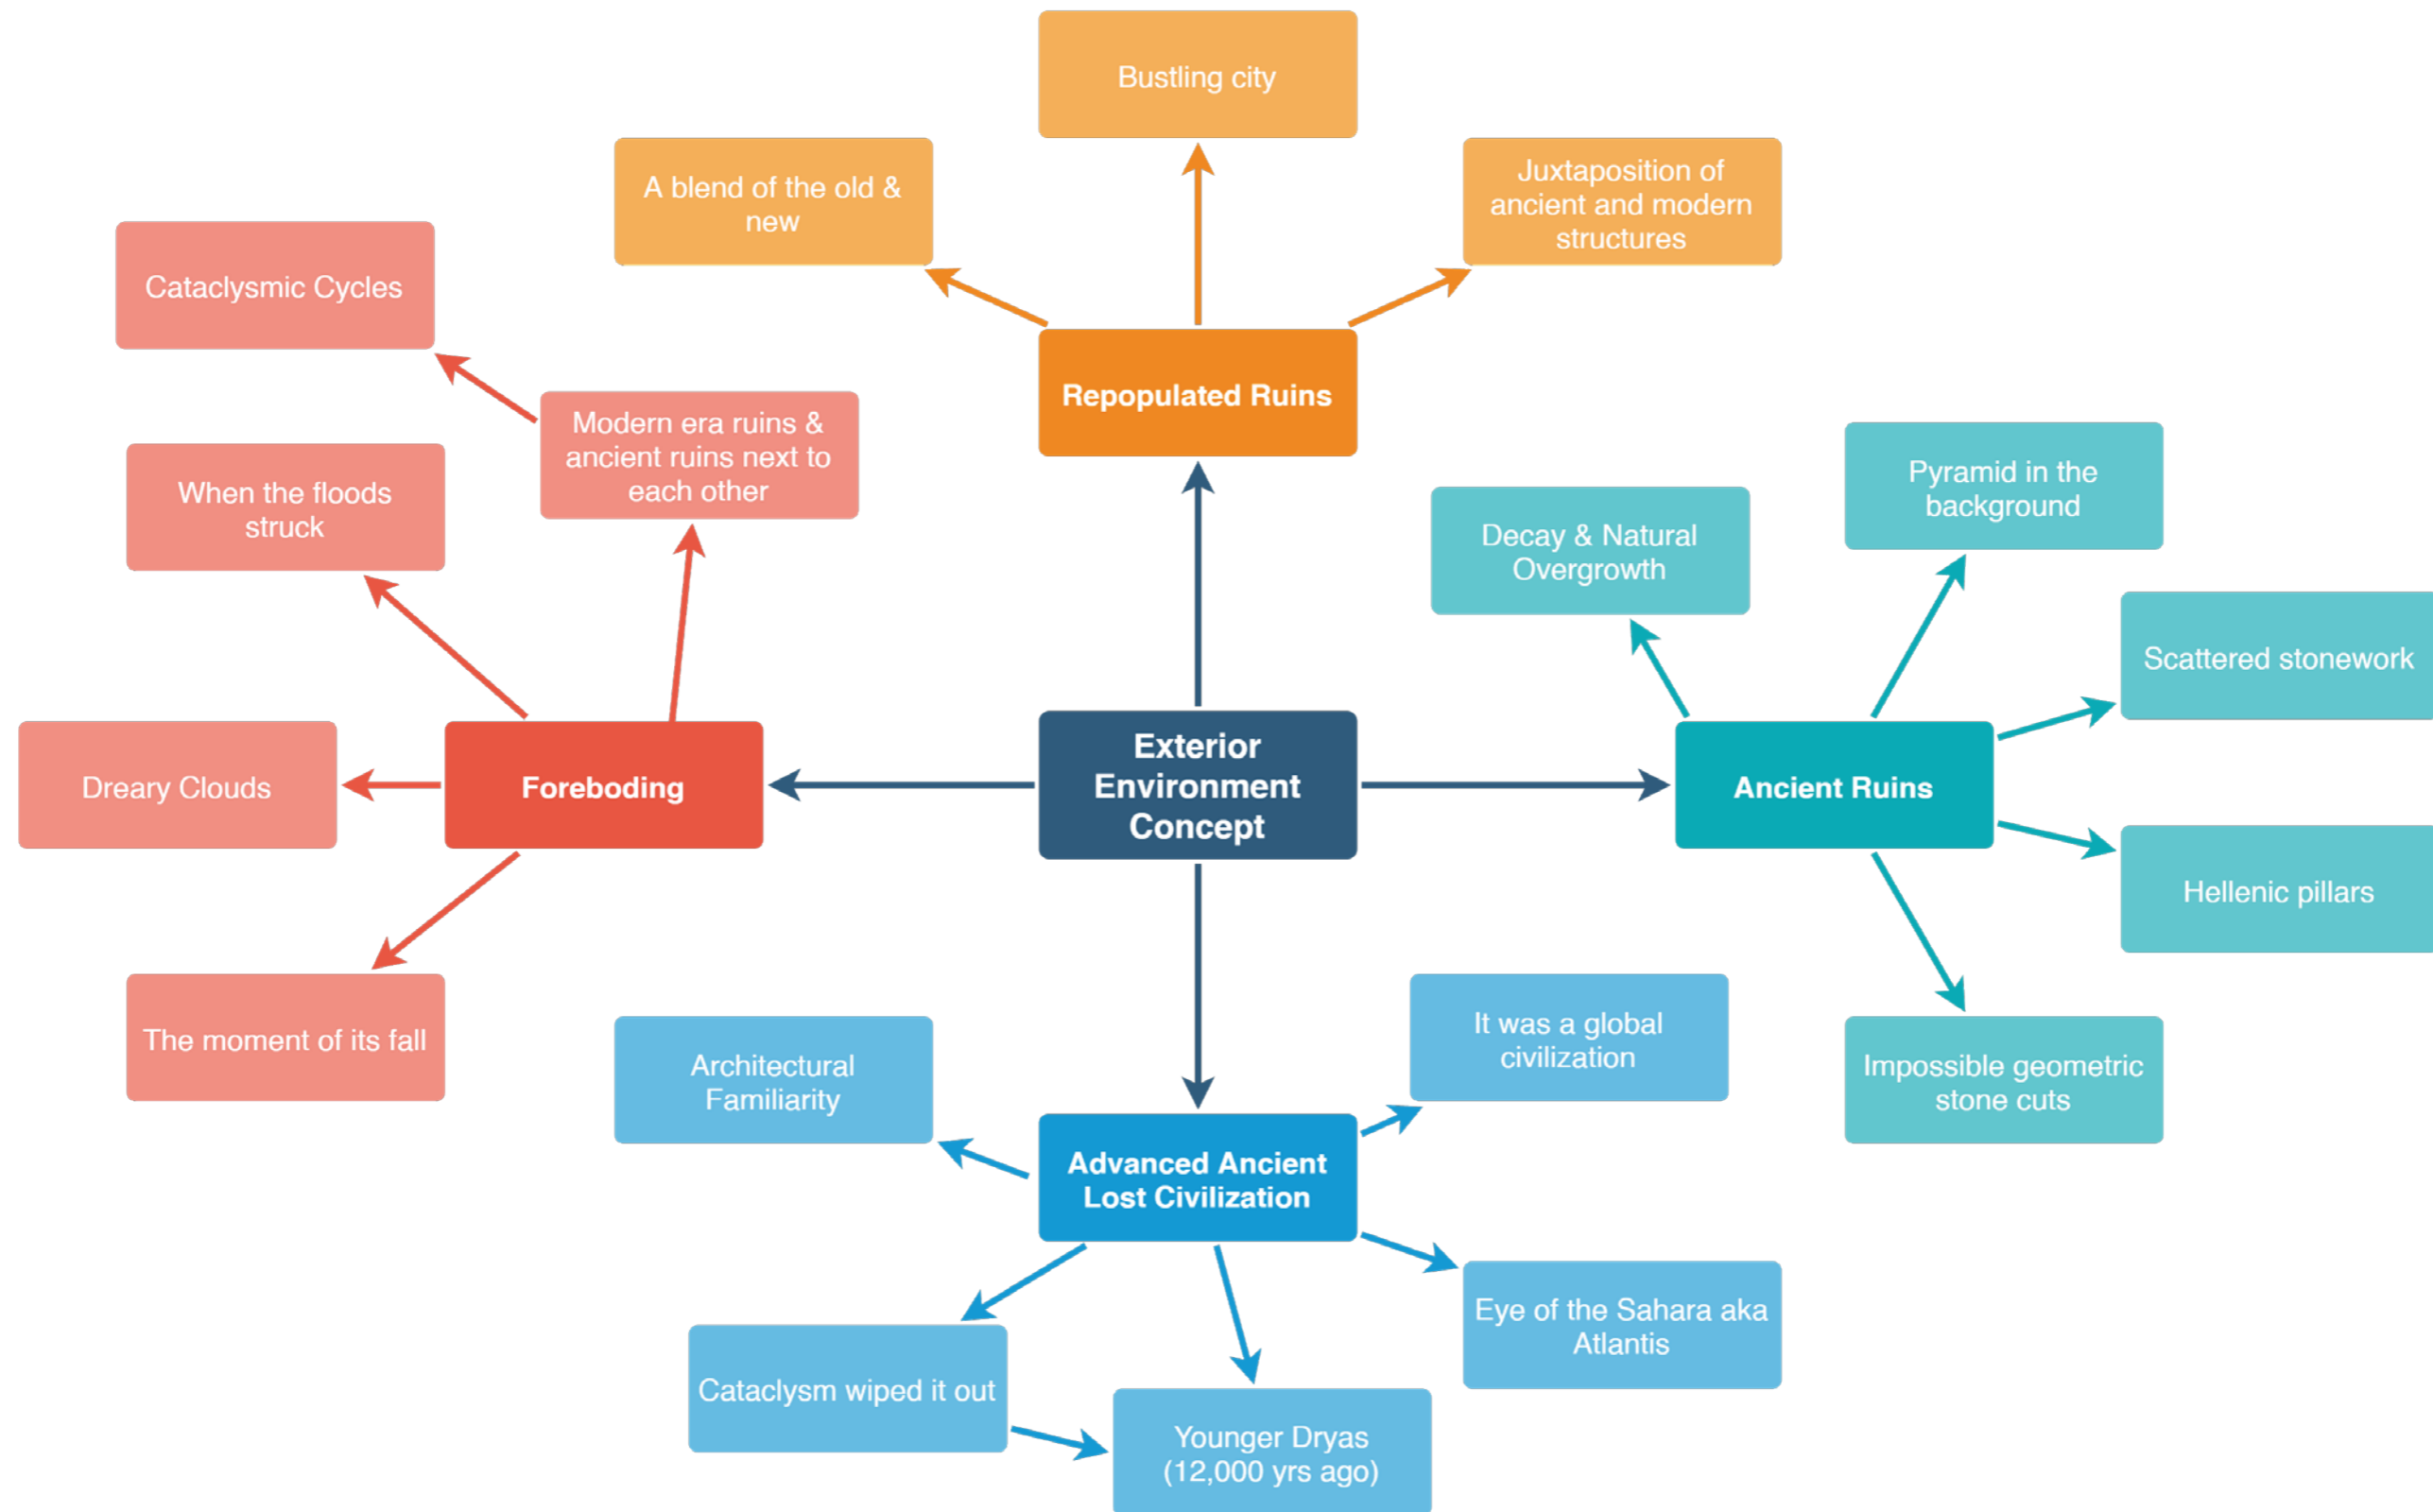 Bustling city
A blend of the old &
new
Juxtaposition of
ancient and modern
structures
Cataclysmic Cycles
Repopulated Ruins
Modern era ruins &
ancient ruins next to
each other
When the floods
struck
Pyramid in the
background
Decay & Natural
Overgrowth
Scattered stonework
Dreary Clouds
Foreboding
Exterior
Environment
Concept
Ancient Ruins
Hellenic pillars
The moment of its fall
Architectural
Familiarity
It was a global
civilization
Impossible geometric
stone cuts
Advanced Ancient
Lost Civilization
Eye of the Sahara aka
Atlantis
Cataclysm wiped it out
Younger Dryas
(12,000 yrs ago)